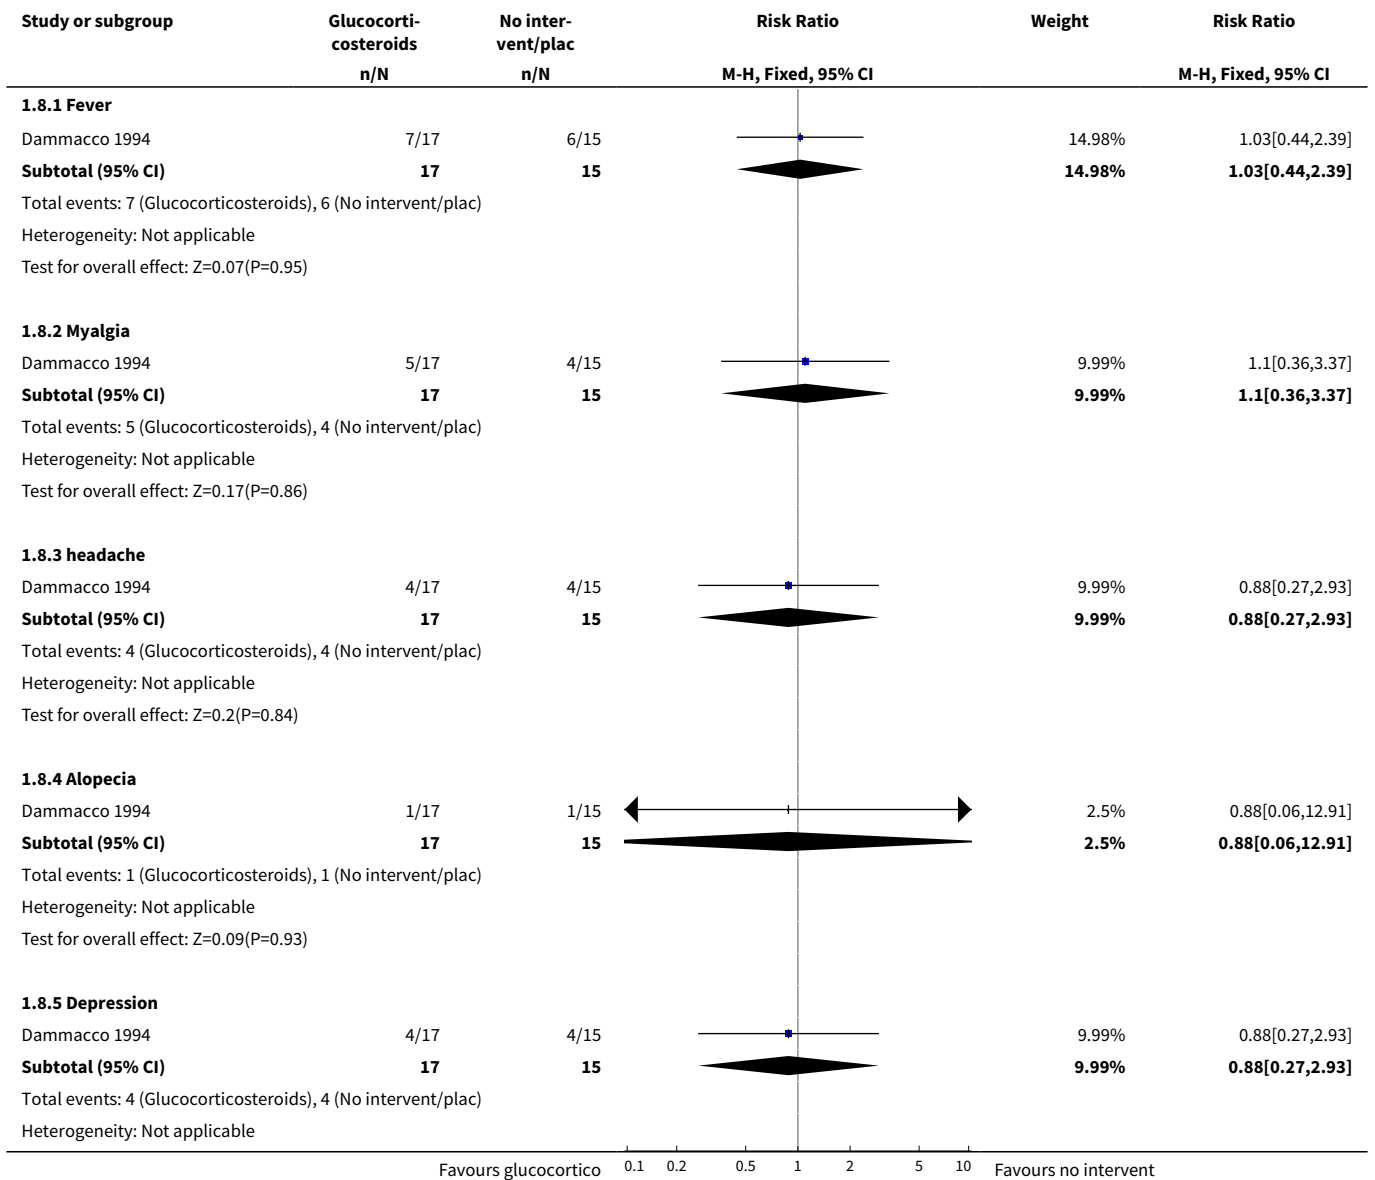 Study or subgroup Glucocorti- No inter- Risk Ratio Weight Risk Ratio
costeroids vent/plac
n/N n/N M-H, Fixed, 95% CI M-H, Fixed, 95% CI
1.8.1 Fever
Dammacco 1994 7/17 6/15 14.98% 1.03[0.44,2.39]
Subtotal (95% CI) 17 15 14.98% 1.03[0.44,2.39]
Total events: 7 (Glucocorticosteroids), 6 (No intervent/plac)
Heterogeneity: Not applicable
Test for overall effect: Z=0.07(P=0.95)
1.8.2 Myalgia
Dammacco 1994 5/17 4/15 9.99% 1.1[0.36,3.37]
Subtotal (95% CI) 17 15 9.99% 1.1[0.36,3.37]
Total events: 5 (Glucocorticosteroids), 4 (No intervent/plac)
Heterogeneity: Not applicable
Test for overall effect: Z=0.17(P=0.86)
1.8.3 headache
Dammacco 1994 4/17 4/15 9.99% 0.88[0.27,2.93]
Subtotal (95% CI) 17 15 9.99% 0.88[0.27,2.93]
Total events: 4 (Glucocorticosteroids), 4 (No intervent/plac)
Heterogeneity: Not applicable
Test for overall effect: Z=0.2(P=0.84)
1.8.4 Alopecia
Dammacco 1994 1/17 1/15 2.5% 0.88[0.06,12.91]
Subtotal (95% CI) 17 15 2.5% 0.88[0.06,12.91]
Total events: 1 (Glucocorticosteroids), 1 (No intervent/plac)
Heterogeneity: Not applicable
Test for overall effect: Z=0.09(P=0.93)
1.8.5 Depression
Dammacco 1994 4/17 4/15 9.99% 0.88[0.27,2.93]
Subtotal (95% CI) 17 15 9.99% 0.88[0.27,2.93]
Total events: 4 (Glucocorticosteroids), 4 (No intervent/plac)
Heterogeneity: Not applicable
Favours glucocortico 0.1 0.2 0.5 1 2 5 10 Favours no intervent